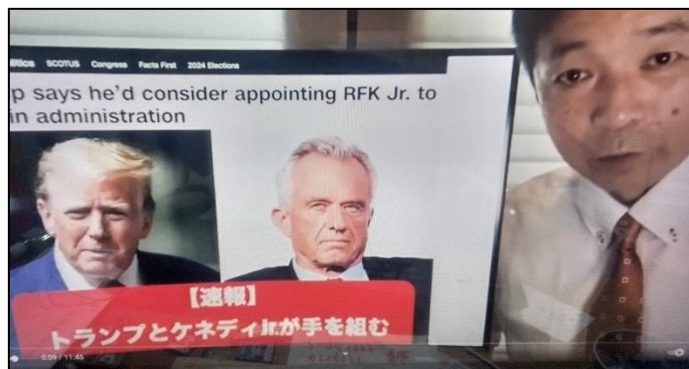 litics SCOTUS Congress Facts First 2024 Elections
p says he'd consider appointing RFK Jr. to
in administration
【速報】
トランプとケネディjr.が手を組む
0:09 / 11:46